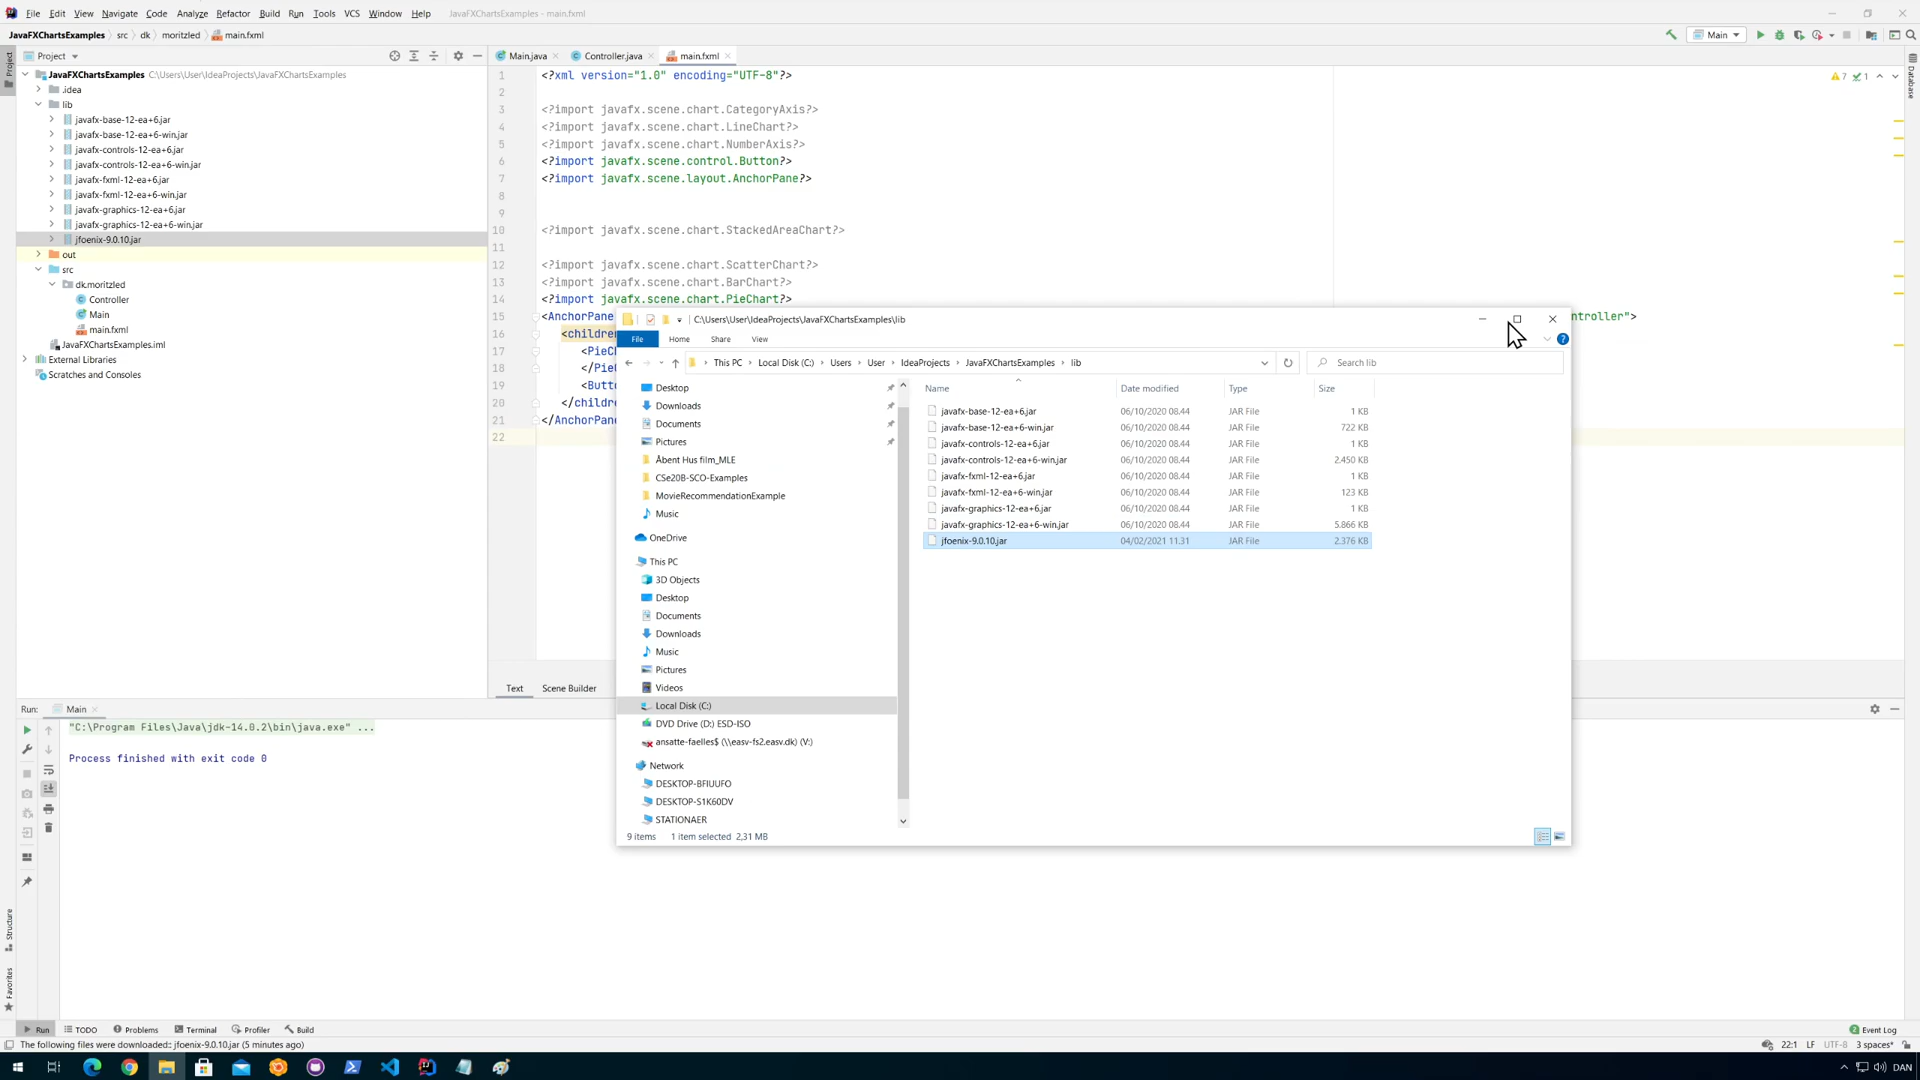 File Edit View Navigate Code Analyze Refactor Build Run Tools VCS Window Help JavaFXChartsExamples - main.fxml
JavaFXChartsExamples src dk moritzled main.fxml
Main
Project
Main.java Controller.java main.fxml
Project
JavaFXChartsExamples C:\Users\User\IdeaProjects\JavaFXChartsExamples
.idea
lib
javafx-base-12-ea+6.jar
javafx-base-12-ea+6-win.jar
javafx-controls-12-ea+6.jar
javafx-controls-12-ea+6-win.jar
javafx-fxml-12-ea+6.jar
javafx-fxml-12-ea+6-win.jar
javafx-graphics-12-ea+6.jar
javafx-graphics-12-ea+6-win.jar
jfoenix-9.0.10.jar
out
src
dk.moritzled
Controller
Main
main.fxml
JavaFXChartsExamples.iml
External Libraries
Scratches and Consoles
1 <?xml version="1.0" encoding="UTF-8"?>
2
3 <?import javafx.scene.chart.CategoryAxis?>
4 <?import javafx.scene.chart.LineChart?>
5 <?import javafx.scene.chart.NumberAxis?>
6 <?import javafx.scene.control.Button?>
7 <?import javafx.scene.layout.AnchorPane?>
8
9
10 <?import javafx.scene.chart.StackedAreaChart?>
11
12 <?import javafx.scene.chart.ScatterChart?>
13 <?import javafx.scene.chart.BarChart?>
14 <?import javafx.scene.chart.PieChart?>
15 <AnchorPane ntroller">
16 <children
17 <PieC
18 </Pie
19 <Butt
20 </childre
21 </AnchorPane
22
7 1
Database
Text Scene Builder
C:\Users\User\IdeaProjects\JavaFXChartsExamples\lib
File Home Share View
This PC Local Disk (C:) Users User IdeaProjects JavaFXChartsExamples lib
Search lib
Desktop
Downloads
Documents
Pictures
Åbent Hus film_MLE
CSe20B-SCO-Examples
MovieRecommendationExample
Music
OneDrive
This PC
3D Objects
Desktop
Documents
Downloads
Music
Pictures
Videos
Local Disk (C:)
DVD Drive (D:) ESD-ISO
ansatte-faelles$ (\\easv-fs2.easv.dk) (V:)
Network
DESKTOP-BFIUUFO
DESKTOP-S1K60DV
STATIONAER
Name Date modified Type Size
javafx-base-12-ea+6.jar 06/10/2020 08.44 JAR File 1 KB
javafx-base-12-ea+6-win.jar 06/10/2020 08.44 JAR File 722 KB
javafx-controls-12-ea+6.jar 06/10/2020 08.44 JAR File 1 KB
javafx-controls-12-ea+6-win.jar 06/10/2020 08.44 JAR File 2.450 KB
javafx-fxml-12-ea+6.jar 06/10/2020 08.44 JAR File 1 KB
javafx-fxml-12-ea+6-win.jar 06/10/2020 08.44 JAR File 123 KB
javafx-graphics-12-ea+6.jar 06/10/2020 08.44 JAR File 1 KB
javafx-graphics-12-ea+6-win.jar 06/10/2020 08.44 JAR File 5.866 KB
jfoenix-9.0.10.jar 04/02/2021 11.31 JAR File 2.376 KB
9 items 1 item selected 2,31 MB
Run: Main
"C:\Program Files\Java\jdk-14.0.2\bin\java.exe" ...
Process finished with exit code 0
Structure
Favorites
Run TODO Problems Terminal Profiler Build 2 Event Log
The following files were downloaded:: jfoenix-9.0.10.jar (5 minutes ago) 22:1 LF UTF-8 3 spaces*
DAN